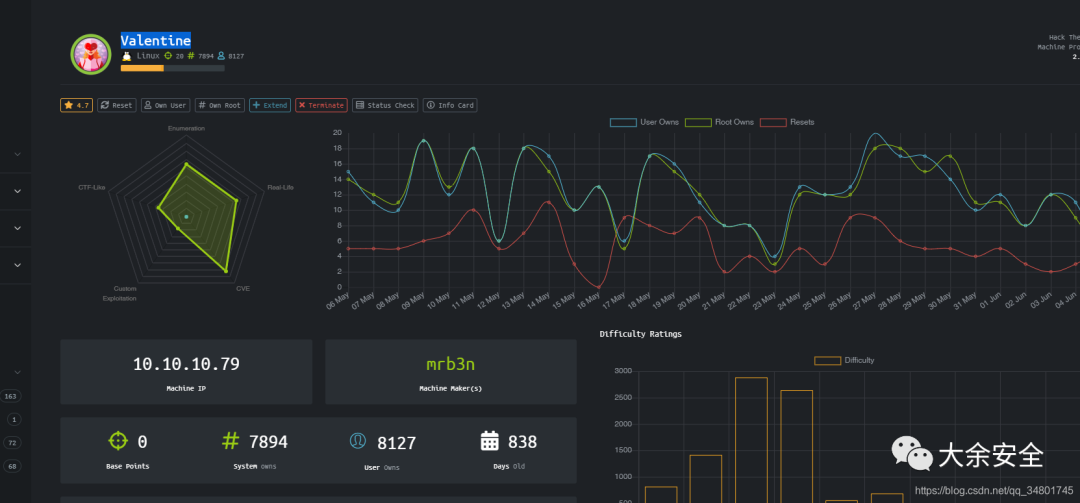 Valentine
Linux 20 # 7894 8127
Hack The
Machine Pro
2.
4.7 Reset Own User # Own Root + Extend × Terminate Status Check Info Card
Enumeration
Real-Life
CVE
Custom
Exploitation
CTF-Like
User Owns Root Owns Resets
20
18
16
14
12
10
8
6
4
2
0
06 May 07 May 08 May 09 May 10 May 11 May 12 May 13 May 14 May 15 May 16 May 17 May 18 May 19 May 20 May 21 May 22 May 23 May 24 May 25 May 26 May 27 May 28 May 29 May 30 May 31 May 01 Jun 02 Jun 03 Jun 04 Jun
163
1
72
68
10.10.10.79
Machine IP
mrb3n
Machine Maker(s)
0
Base Points
# 7894
System owns
8127
User Owns
838
Days Old
Difficulty Ratings
Difficulty
3000
2500
2000
1500
1000
500
大余安全
https://blog.csdn.net/qq_34801745